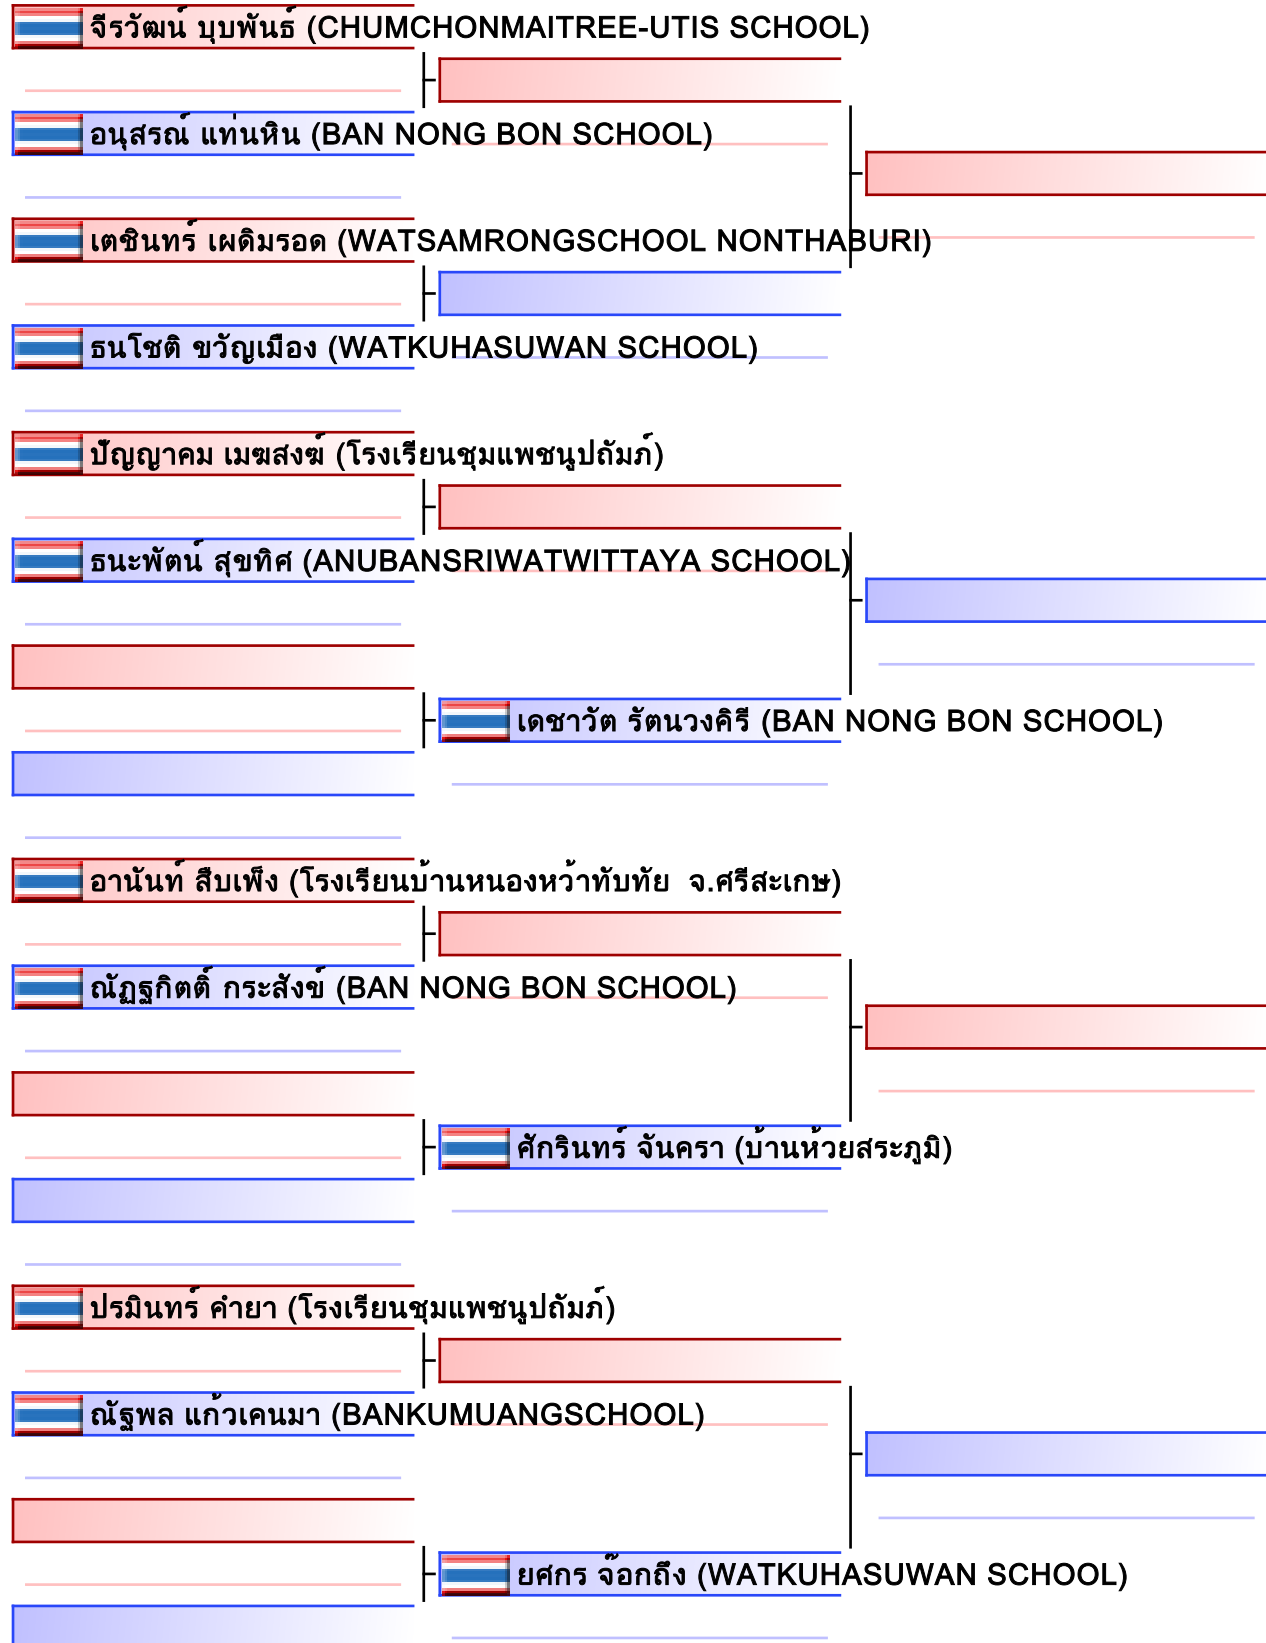 จีรวัฒน์ บุบพันธ์ (CHUMCHONMAITREE-UTIS SCHOOL)
อนุสรณ์ แท่นหิน (BAN NONG BON SCHOOL)
เตชินทร์ เผดิมรอด (WATSAMRONGSCHOOL NONTHABURI)
ธนโชติ ขวัญเมือง (WATKUHASUWAN SCHOOL)
ปัญญาคม เมฆสงฆ์ (โรงเรียนชุมแพชนูปถัมภ์)
ธนะพัตน์ สุขทิศ (ANUBANSRIWATWITTAYA SCHOOL)
เดชาวัต รัตนวงคิรี (BAN NONG BON SCHOOL)
อานันท์ สืบเพ็ง (โรงเรียนบ้านหนองหว้าทับทัย จ.ศรีสะเกษ)
ณัฏฐกิตติ์ กระสังข์ (BAN NONG BON SCHOOL)
ศักรินทร์ จันครา (บ้านห้วยสระภูมิ)
ปรมินทร์ คำยา (โรงเรียนชุมแพชนูปถัมภ์)
ณัฐพล แก้วเคนมา (BANKUMUANGSCHOOL)
ยศกร จ๊อกถึง (WATKUHASUWAN SCHOOL)